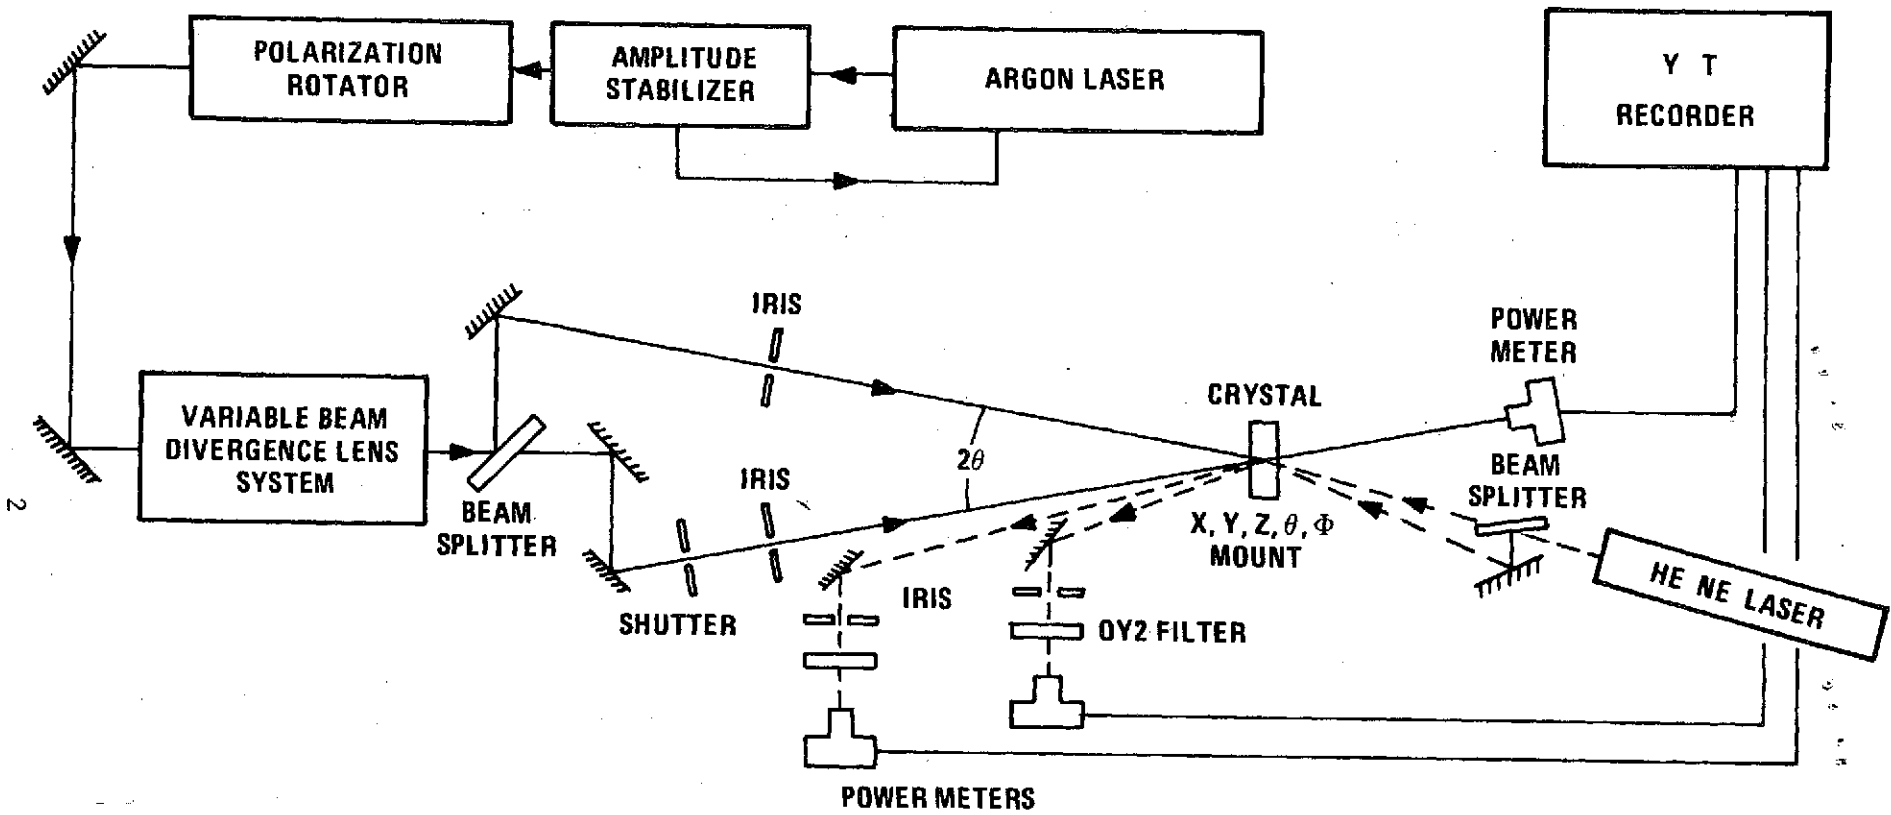 POLARIZATION
ROTATOR
AMPLITUDE
STABILIZER
ARGON LASER
Y T
RECORDER
IRIS
POWER
METER
CRYSTAL
VARIABLE BEAM
DIVERGENCE LENS
SYSTEM
2θ
IRIS
BEAM
SPLITTER
BEAM
SPLITTER
X, Y, Z, θ, Φ
MOUNT
SHUTTER
IRIS
OY2 FILTER
HE NE LASER
POWER METERS
2